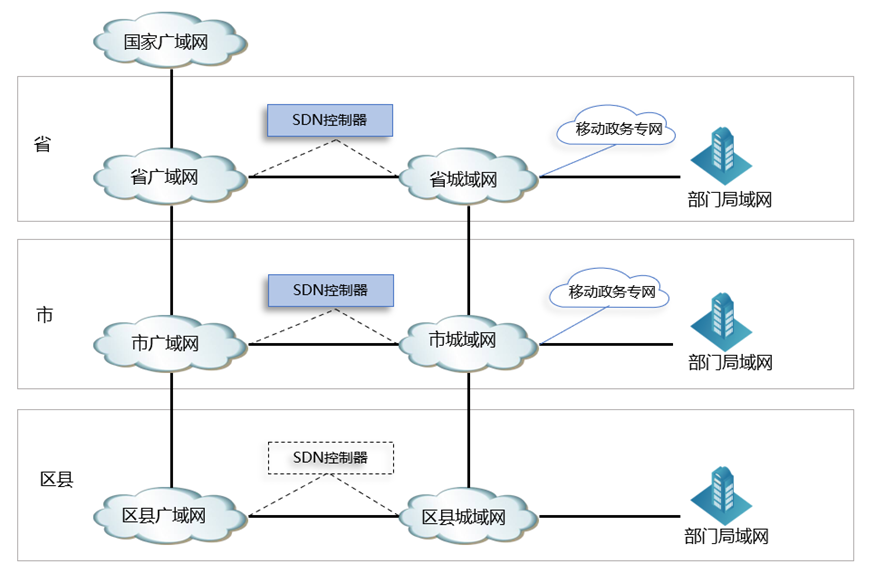 国家广域网
省
SDN控制器
移动政务专网
省广域网
省城域网
部门局域网
市
SDN控制器
移动政务专网
市广域网
市城域网
部门局域网
区县
SDN控制器
区县广域网
区县城域网
部门局域网